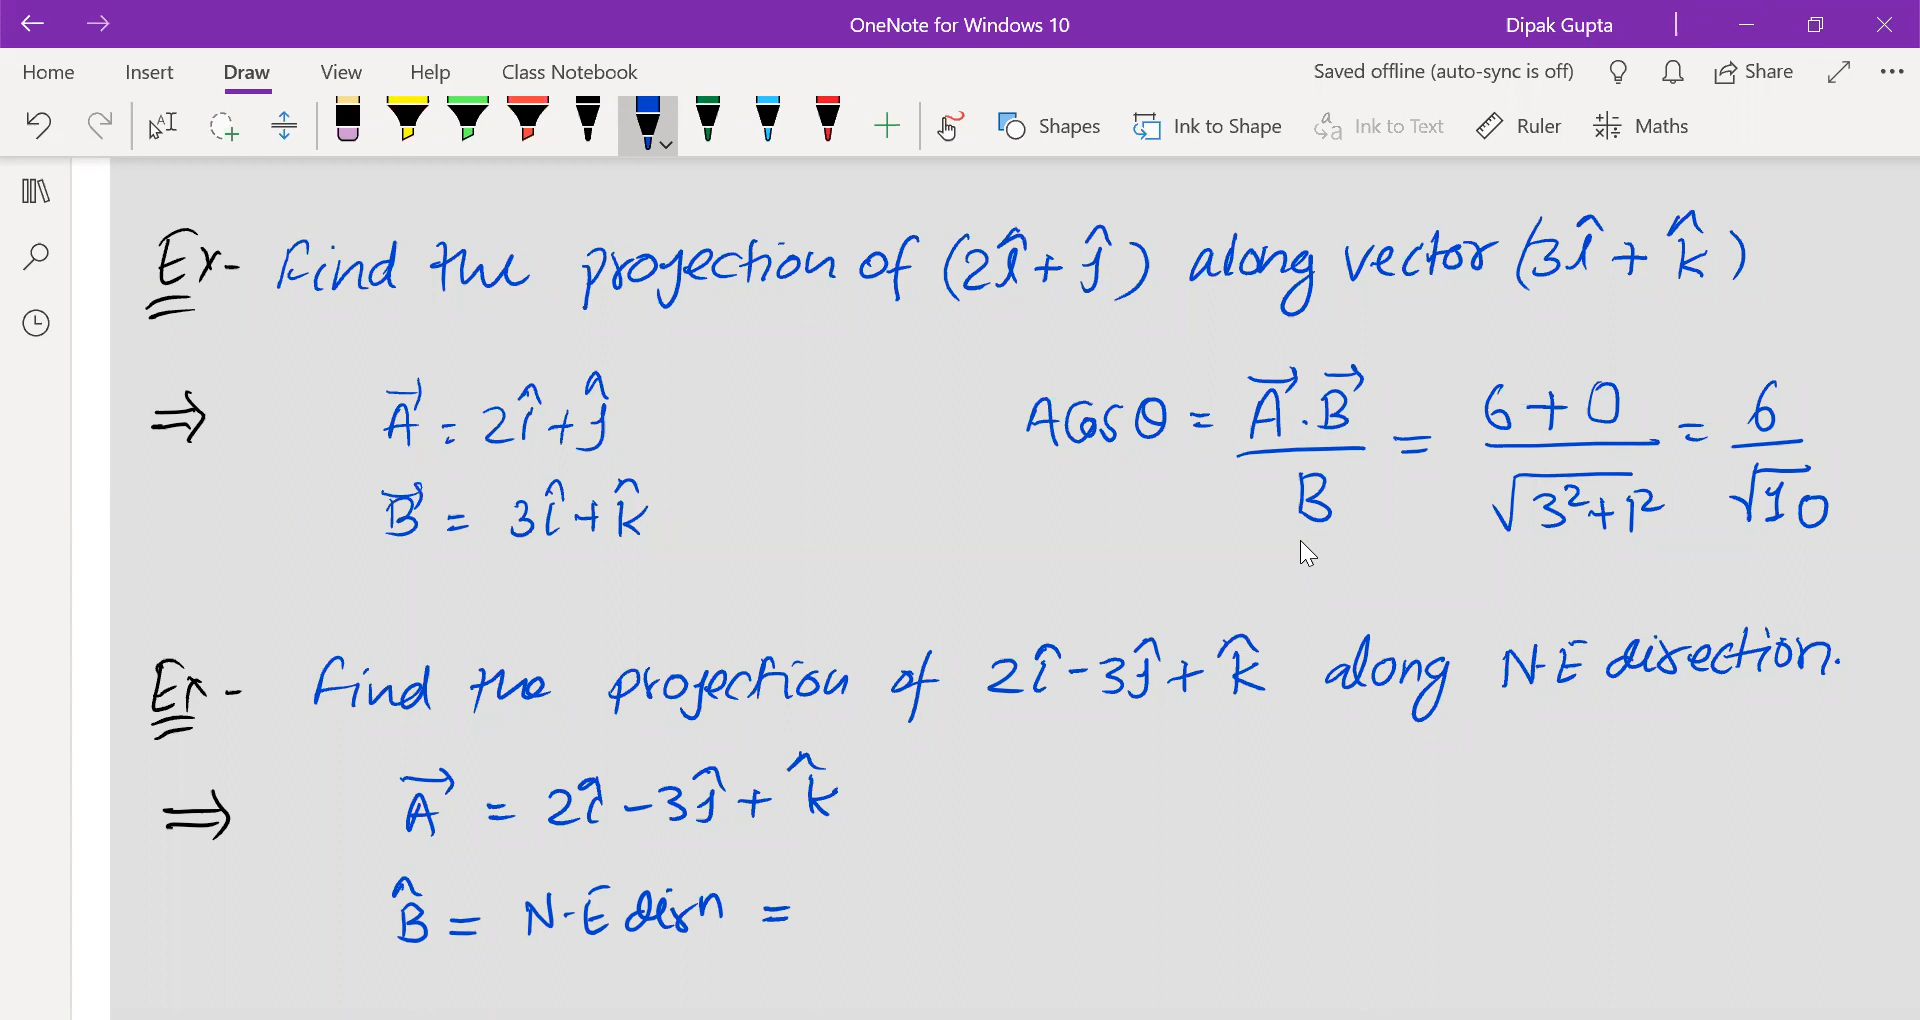 OneNote for Windows 10
Dipak Gupta
Home Insert Draw View Help Class Notebook
Saved offline (auto-sync is off) Share
Shapes Ink to Shape Ink to Text Ruler Maths
Ex- Find the projection of (2î + ĵ) along vector (3î + k̂)
⇒ A⃗ = 2î + ĵ
B⃗ = 3î + k̂
A Cos θ = A⃗.B⃗ / B = 6+0 / √3²+1² = 6 / √10
Ex- Find the projection of 2î - 3ĵ + k̂ along N-E direction.
⇒ A⃗ = 2î - 3ĵ + k̂
B̂ = N-E dirn =